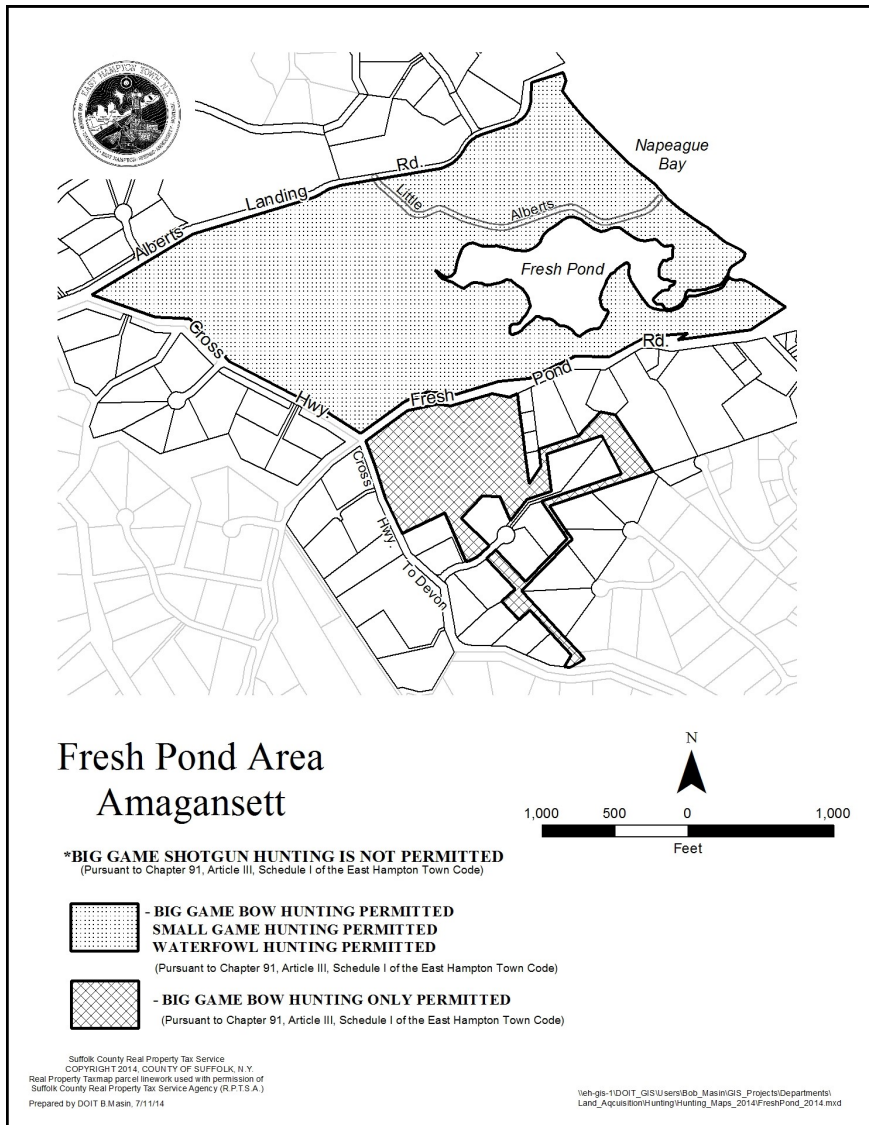 EAST HAMPTON TOWN, N.Y.
Napeague
Bay
Alberts Landing Rd.
Little Alberts
Fresh Pond
Cross Hwy.
Fresh Pond Rd.
Cross Hwy. To Devon
Fresh Pond Area
Amagansett
N
1,000 500 0 1,000
Feet
*BIG GAME SHOTGUN HUNTING IS NOT PERMITTED
(Pursuant to Chapter 91, Article III, Schedule I of the East Hampton Town Code)
- BIG GAME BOW HUNTING PERMITTED
SMALL GAME HUNTING PERMITTED
WATERFOWL HUNTING PERMITTED
(Pursuant to Chapter 91, Article III, Schedule I of the East Hampton Town Code)
- BIG GAME BOW HUNTING ONLY PERMITTED
(Pursuant to Chapter 91, Article III, Schedule I of the East Hampton Town Code)
Suffolk County Real Property Tax Service
COPYRIGHT 2014, COUNTY OF SUFFOLK, N.Y.
Real Property Taxmap parcel linework used with permission of
Suffolk County Real Property Tax Service Agency (R.P.T.S.A.)
Prepared by DOIT B.Masin, 7/11/14
\\eh-gis-1\DOIT_GIS\Users\Bob_Masin\GIS_Projects\Departments\
Land_Aqcuisition\Hunting\Hunting_Maps_2014\FreshPond_2014.mxd